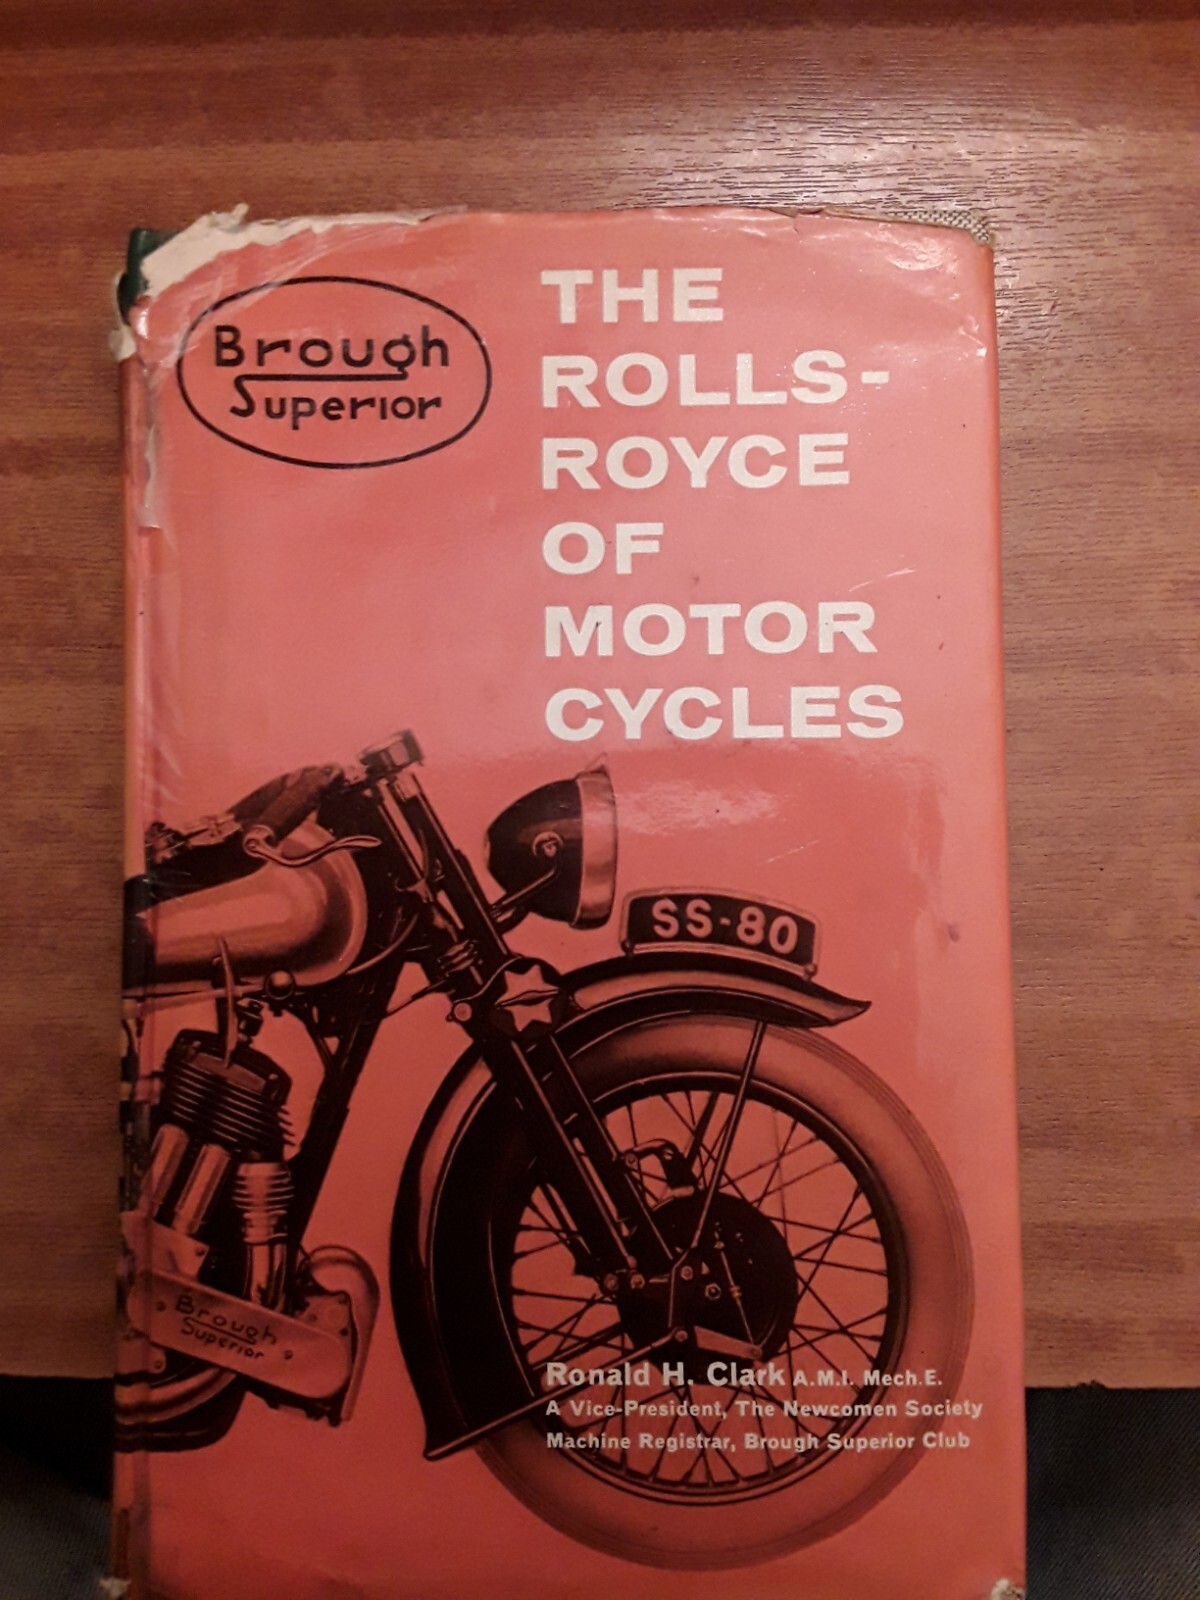 Brough
Superior
THE
ROLLS-
ROYCE
OF
MOTOR
CYCLES
SS-80
Brough
Superior
Ronald H. Clark A.M.I. Mech.E.
A Vice-President, The Newcomen Society
Machine Registrar, Brough Superior Club